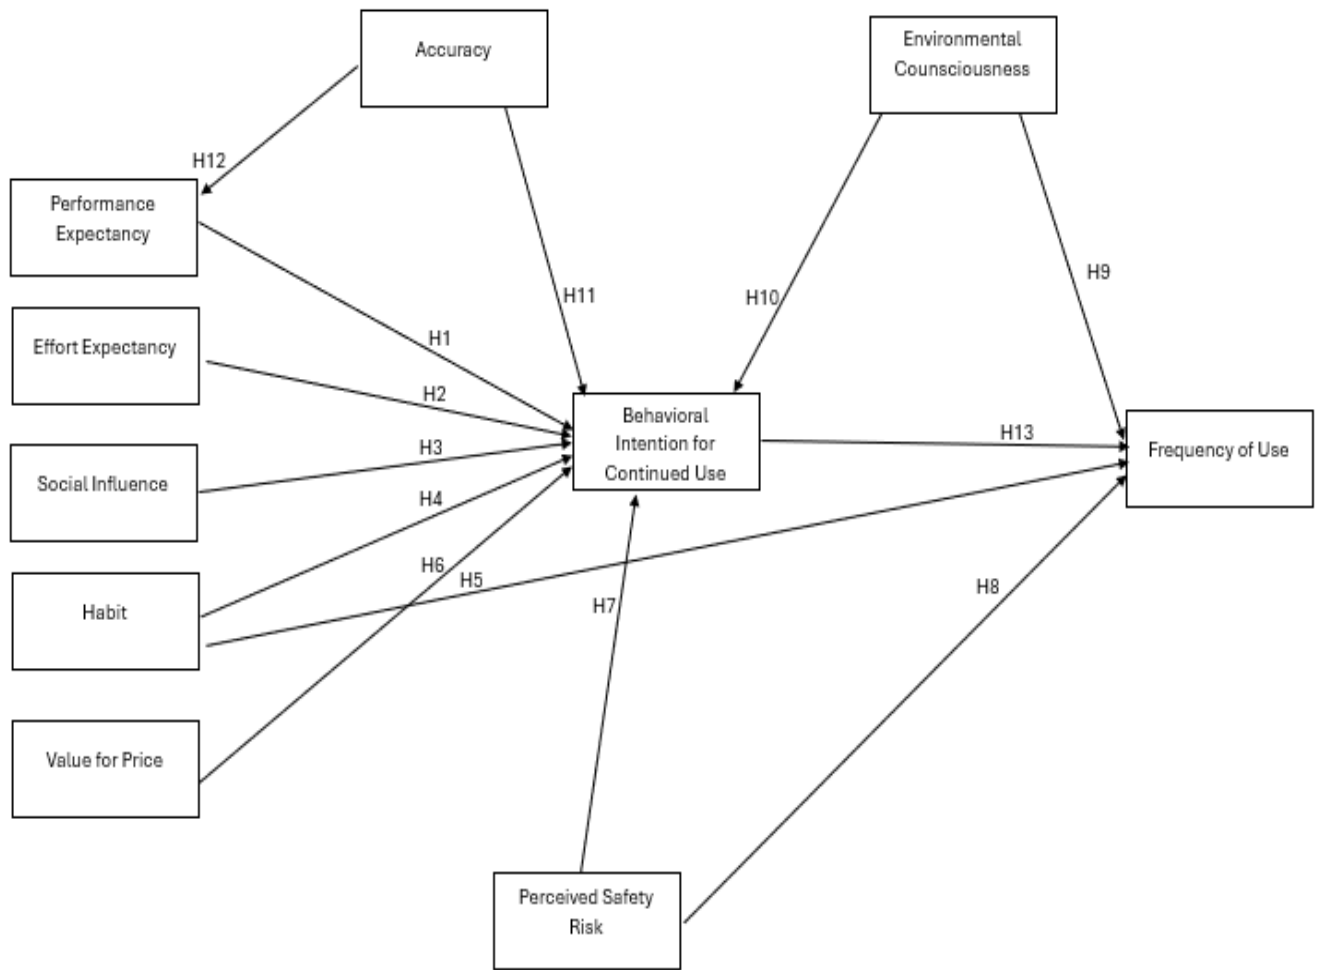 Accuracy
Environmental
Counsciousness
H12
Performance
Expectancy
H9
H10
H11
H1
Effort Expectancy
H2
Behavioral
Intention for
Continued Use
H13
Frequency of Use
H3
Social Influence
H4
H6
H5
H8
H7
Habit
Value for Price
Perceived Safety
Risk